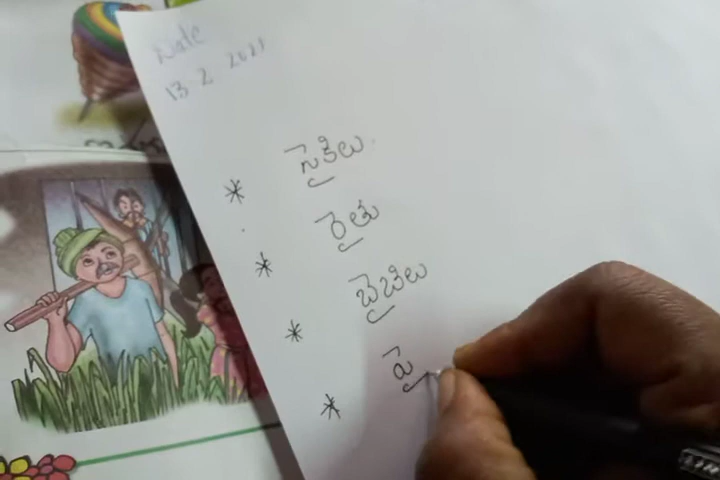 Date
13-2-2021
* సైకిలు
* రైతు
* బైబిలు
* పై